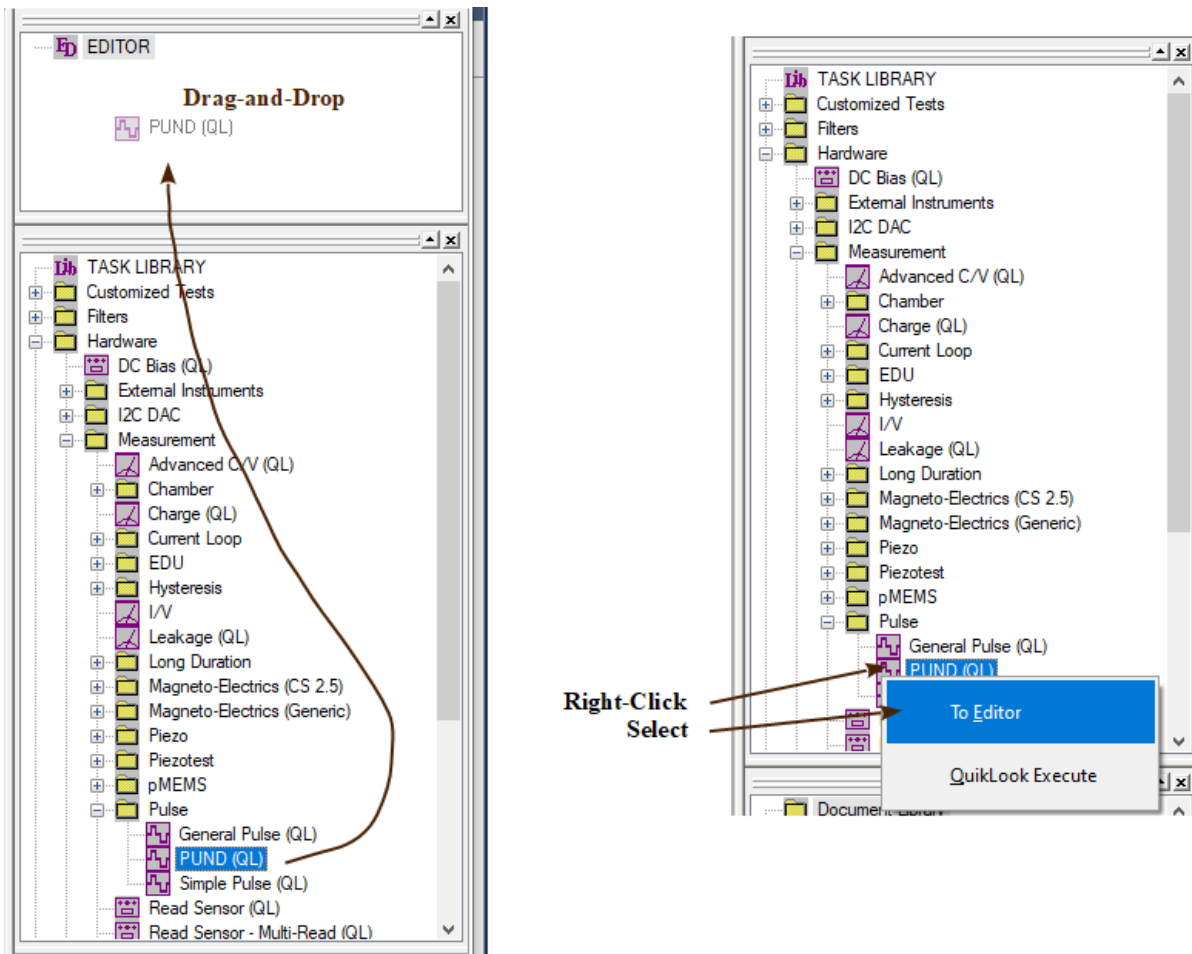 EDITOR
Drag-and-Drop
PUND (QL)
TASK LIBRARY
Customized Tests
Filters
Hardware
DC Bias (QL)
External Instruments
I2C DAC
Measurement
Advanced C/V (QL)
Chamber
Charge (QL)
Current Loop
EDU
Hysteresis
I/V
Leakage (QL)
Long Duration
Magneto-Electrics (CS 2.5)
Magneto-Electrics (Generic)
Piezo
Piezotest
pMEMS
Pulse
General Pulse (QL)
PUND (QL)
Simple Pulse (QL)
Read Sensor (QL)
Read Sensor - Multi-Read (QL)
TASK LIBRARY
Customized Tests
Filters
Hardware
DC Bias (QL)
External Instruments
I2C DAC
Measurement
Advanced C/V (QL)
Chamber
Charge (QL)
Current Loop
EDU
Hysteresis
I/V
Leakage (QL)
Long Duration
Magneto-Electrics (CS 2.5)
Magneto-Electrics (Generic)
Piezo
Piezotest
pMEMS
Pulse
General Pulse (QL)
PUND (QL)
Right-Click
Select
To Editor
QuikLook Execute
Document Library